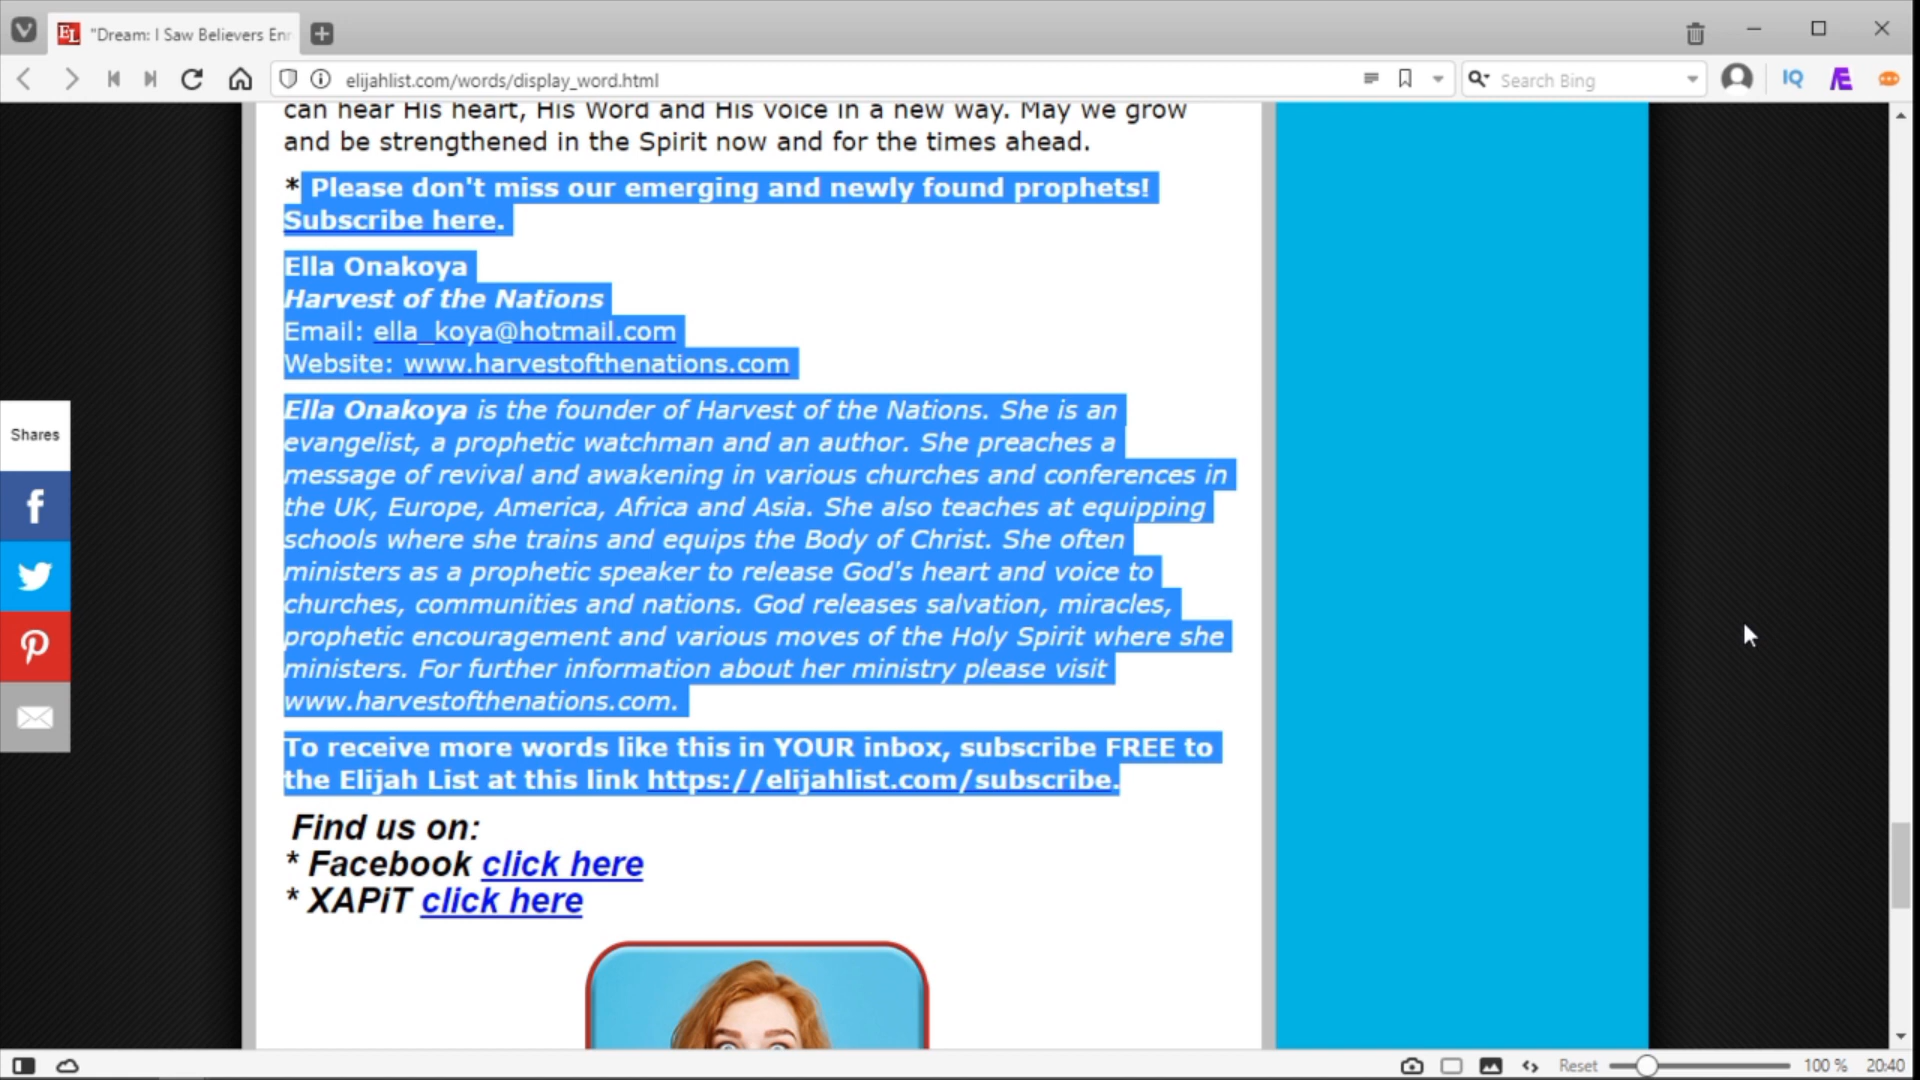 "Dream: I Saw Believers Enr
elijahlist.com/words/display_word.html
Search Bing
can hear His heart, His Word and His voice in a new way. May we grow
and be strengthened in the Spirit now and for the times ahead.
* Please don't miss our emerging and newly found prophets!
Subscribe here.
Ella Onakoya
Harvest of the Nations
Email: ella_koya@hotmail.com
Website: www.harvestofthenations.com
Ella Onakoya is the founder of Harvest of the Nations. She is an
evangelist, a prophetic watchman and an author. She preaches a
message of revival and awakening in various churches and conferences in
the UK, Europe, America, Africa and Asia. She also teaches at equipping
schools where she trains and equips the Body of Christ. She often
ministers as a prophetic speaker to release God's heart and voice to
churches, communities and nations. God releases salvation, miracles,
prophetic encouragement and various moves of the Holy Spirit where she
ministers. For further information about her ministry please visit
www.harvestofthenations.com.
To receive more words like this in YOUR inbox, subscribe FREE to
the Elijah List at this link https://elijahlist.com/subscribe.
Find us on:
* Facebook click here
* XAPiT click here
Shares
Reset 100 % 20:40